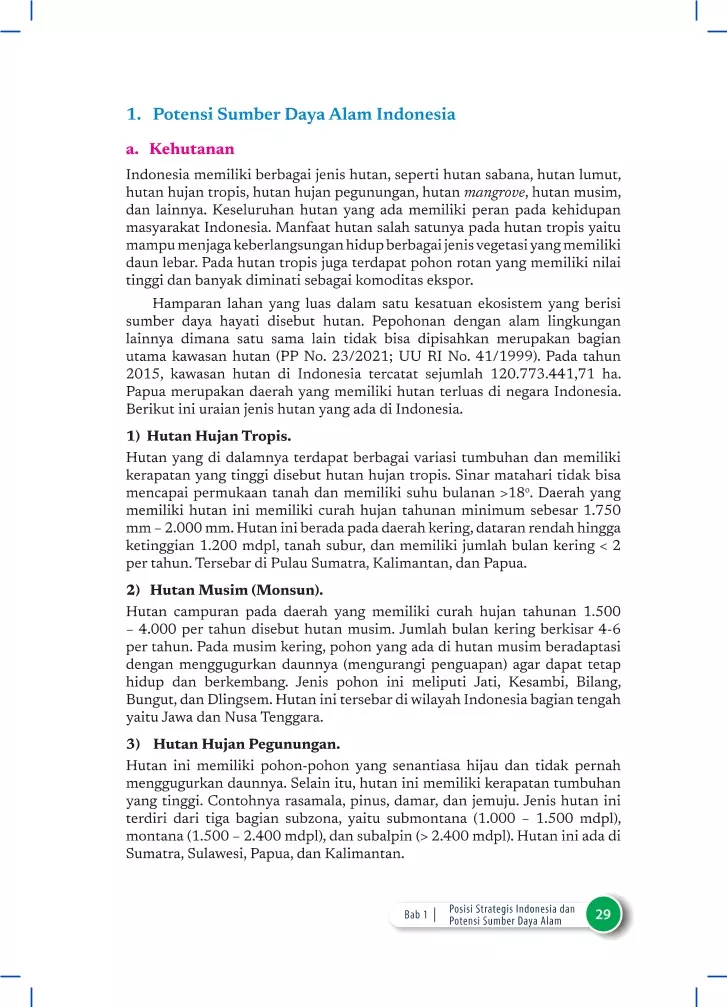 1. Potensi Sumber Daya Alam Indonesia
a. Kehutanan
Indonesia memiliki berbagai jenis hutan, seperti hutan sabana, hutan lumut,
hutan hujan tropis, hutan hujan pegunungan, hutan mangrove, hutan musim,
dan lainnya. Keseluruhan hutan yang ada memiliki peran pada kehidupan
masyarakat Indonesia. Manfaat hutan salah satunya pada hutan tropis yaitu
mampu menjaga keberlangsungan hidup berbagai jenis vegetasi yang memiliki
daun lebar. Pada hutan tropis juga terdapat pohon rotan yang memiliki nilai
tinggi dan banyak diminati sebagai komoditas ekspor.
Hamparan lahan yang luas dalam satu kesatuan ekosistem yang berisi
sumber daya hayati disebut hutan. Pepohonan dengan alam lingkungan
lainnya dimana satu sama lain tidak bisa dipisahkan merupakan bagian
utama kawasan hutan (PP No. 23/2021; UU RI No. 41/1999). Pada tahun
2015, kawasan hutan di Indonesia tercatat sejumlah 120.773.441,71 ha.
Papua merupakan daerah yang memiliki hutan terluas di negara Indonesia.
Berikut ini uraian jenis hutan yang ada di Indonesia.
1) Hutan Hujan Tropis.
Hutan yang di dalamnya terdapat berbagai variasi tumbuhan dan memiliki
kerapatan yang tinggi disebut hutan hujan tropis. Sinar matahari tidak bisa
mencapai permukaan tanah dan memiliki suhu bulanan >18º. Daerah yang
memiliki hutan ini memiliki curah hujan tahunan minimum sebesar 1.750
mm – 2.000 mm. Hutan ini berada pada daerah kering, dataran rendah hingga
ketinggian 1.200 mdpl, tanah subur, dan memiliki jumlah bulan kering < 2
per tahun. Tersebar di Pulau Sumatra, Kalimantan, dan Papua.
2) Hutan Musim (Monsun).
Hutan campuran pada daerah yang memiliki curah hujan tahunan 1.500
– 4.000 per tahun disebut hutan musim. Jumlah bulan kering berkisar 4-6
per tahun. Pada musim kering, pohon yang ada di hutan musim beradaptasi
dengan menggugurkan daunnya (mengurangi penguapan) agar dapat tetap
hidup dan berkembang. Jenis pohon ini meliputi Jati, Kesambi, Bilang,
Bungut, dan Dlingsem. Hutan ini tersebar di wilayah Indonesia bagian tengah
yaitu Jawa dan Nusa Tenggara.
3) Hutan Hujan Pegunungan.
Hutan ini memiliki pohon-pohon yang senantiasa hijau dan tidak pernah
menggugurkan daunnya. Selain itu, hutan ini memiliki kerapatan tumbuhan
yang tinggi. Contohnya rasamala, pinus, damar, dan jemuju. Jenis hutan ini
terdiri dari tiga bagian subzona, yaitu submontana (1.000 – 1.500 mdpl),
montana (1.500 – 2.400 mdpl), dan subalpin (> 2.400 mdpl). Hutan ini ada di
Sumatra, Sulawesi, Papua, dan Kalimantan.
Bab 1 | Posisi Strategis Indonesia dan
Potensi Sumber Daya Alam
29